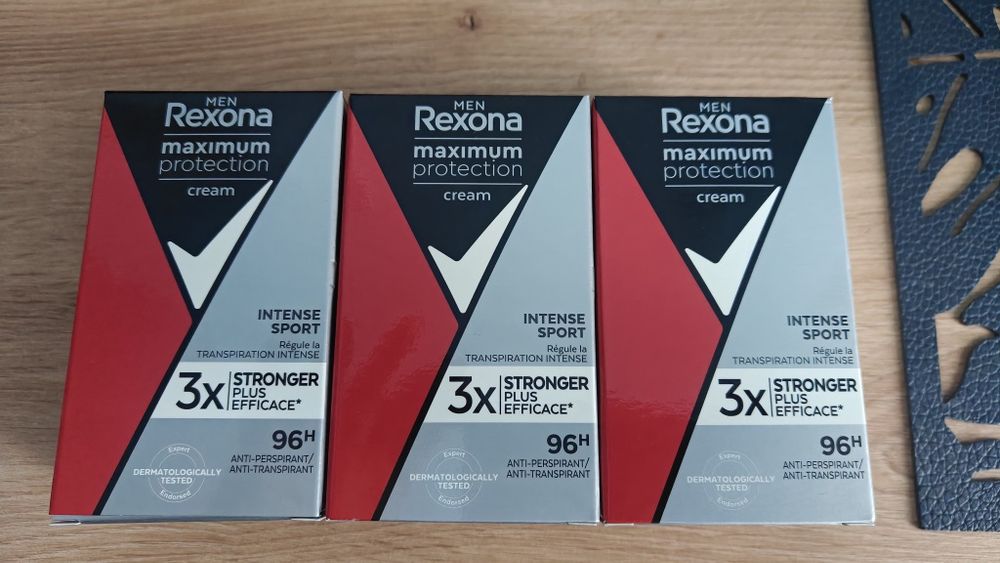 MEN
Rexona
maximum
protection
cream
INTENSE
SPORT
Régule la
TRANSPIRATION INTENSE
3x STRONGER
PLUS
EFFICACE*
96H
ANTI-PERSPIRANT/
ANTI-TRANSPIRANT
Expert
DERMATOLOGICALLY
TESTED
Endorsed
MEN
Rexona
maximum
protection
cream
INTENSE
SPORT
Régule la
TRANSPIRATION INTENSE
3x STRONGER
PLUS
EFFICACE*
96H
ANTI-PERSPIRANT/
ANTI-TRANSPIRANT
Expert
DERMATOLOGICALLY
TESTED
Endorsed
MEN
Rexona
maximum
protection
cream
INTENSE
SPORT
Régule la
TRANSPIRATION INTENSE
3x STRONGER
PLUS
EFFICACE*
96H
ANTI-PERSPIRANT/
ANTI-TRANSPIRANT
Expert
DERMATOLOGICALLY
TESTED
Endorsed